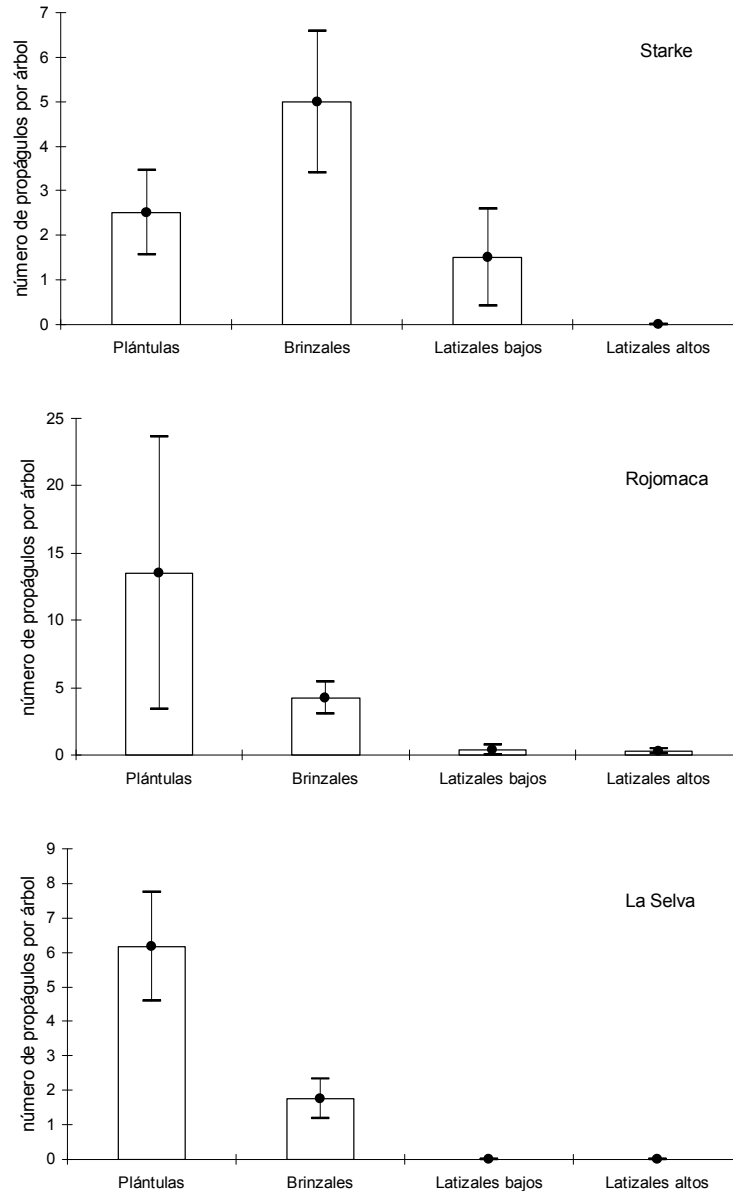 Starke
número de propágulos por árbol
7
6
5
4
3
2
1
0
Plántulas Brinzales Latizales bajos Latizales altos
Rojomaca
número de propágulos por árbol
25
20
15
10
5
0
Plántulas Brinzales Latizales bajos Latizales altos
La Selva
número de propágulos por árbol
9
8
7
6
5
4
3
2
1
0
Plántulas Brinzales Latizales bajos Latizales altos